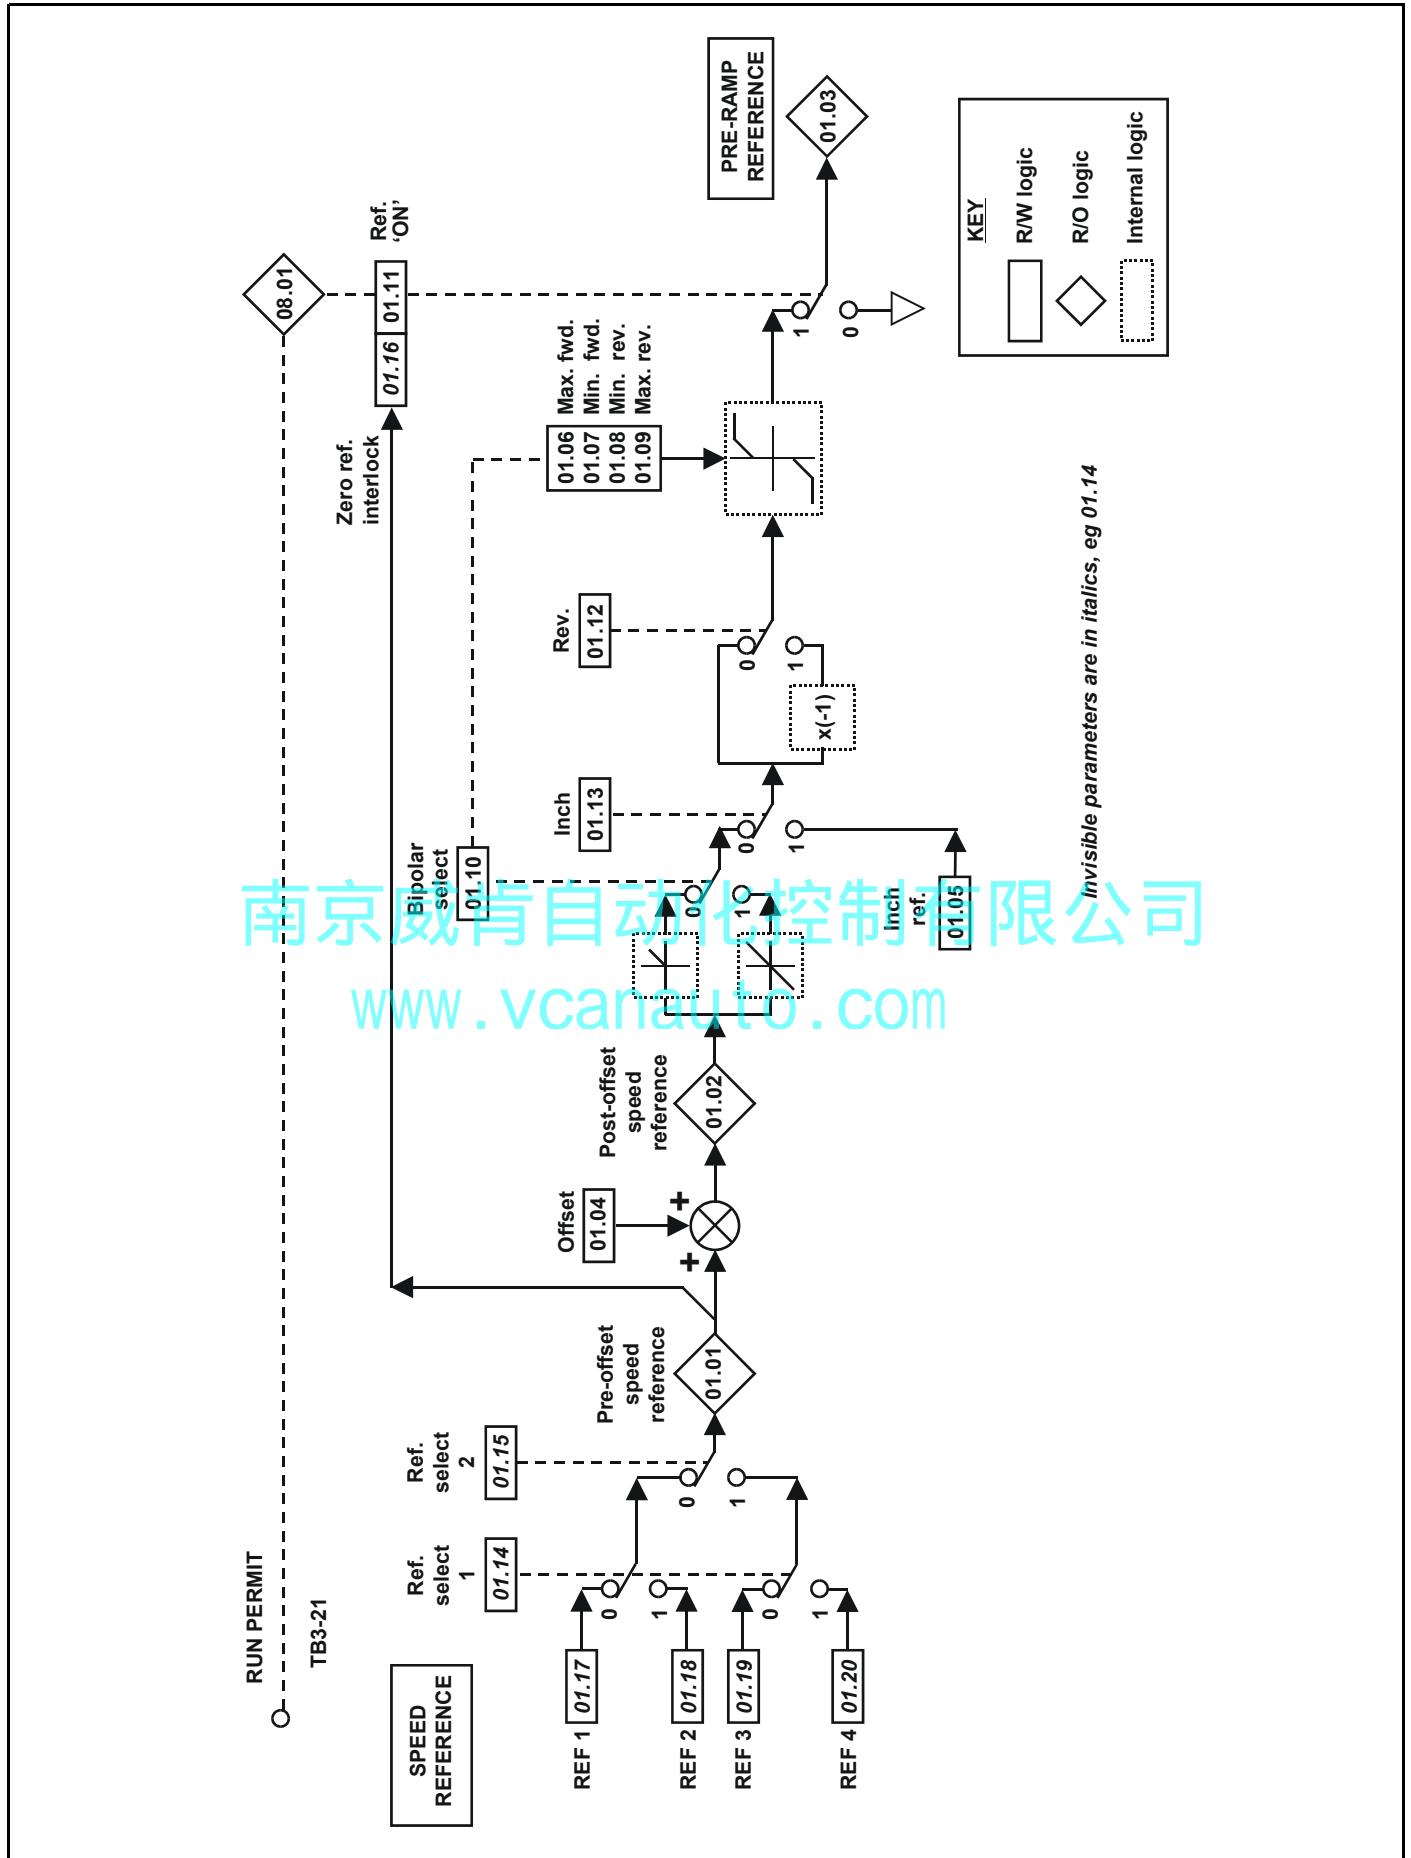 SPEED
REFERENCE
RUN PERMIT
TB3-21
REF 1
01.17
REF 2
01.18
REF 3
01.19
REF 4
01.20
0
1
0
1
Ref.
select
1
01.14
Ref.
select
2
01.15
0
1
Pre-offset
speed
reference
01.01
Offset
01.04
+
+
Post-offset
speed
reference
01.02
Bipolar
select
01.10
0
1
Inch
01.13
0
1
Inch
ref.
01.05
Rev.
01.12
0
1
x(-1)
Zero ref.
interlock
01.06 Max. fwd.
01.07 Min. fwd.
01.08 Min. rev.
01.09 Max. rev.
08.01
01.16 01.11
Ref.
‘ON’
1
0
PRE-RAMP
REFERENCE
01.03
KEY
R/W logic
R/O logic
Internal logic
Invisible parameters are in italics, eg 01.14
南京威肯自动化控制有限公司
www.vcanauto.com